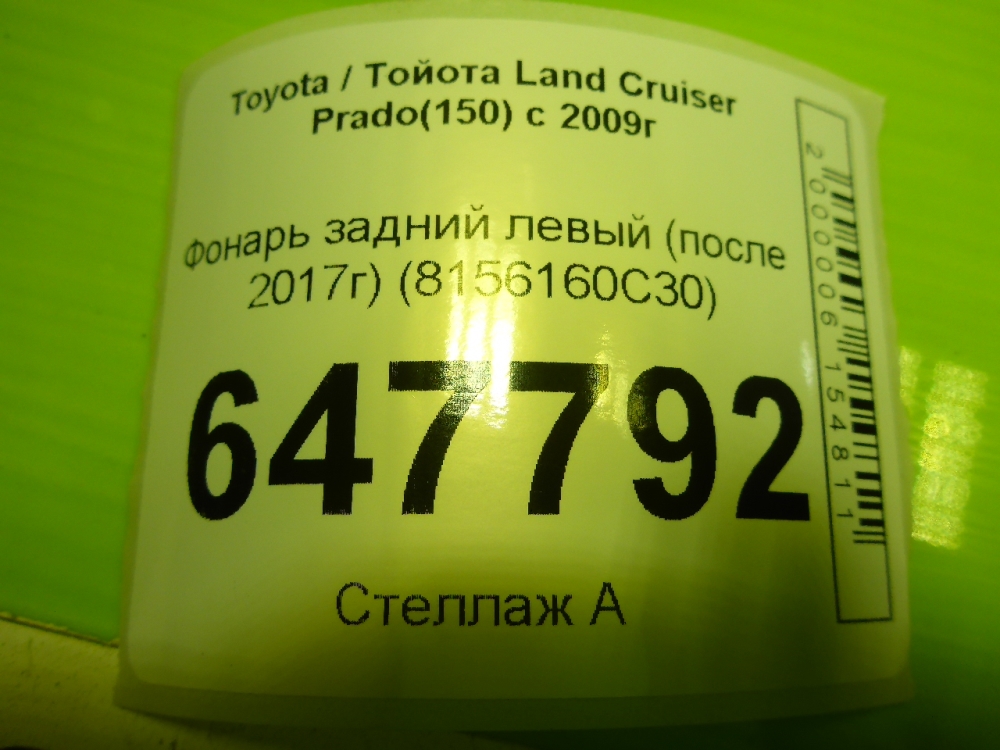 Toyota / Тойота Land Cruiser
Prado(150) с 2009г
Фонарь задний левый (после
2017г) (8156160C30)
647792
Стеллаж А
2000006154811